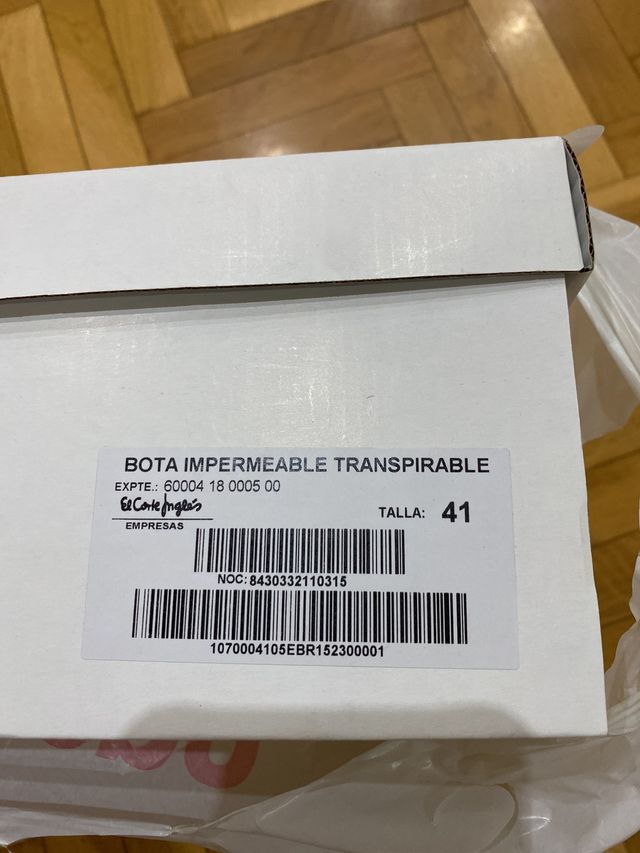 BOTA IMPERMEABLE TRANSPIRABLE
EXPTE.: 60004 18 0005 00
El Corte Inglés
EMPRESAS
TALLA: 41
NOC: 8430332110315
1070004105EBR152300001